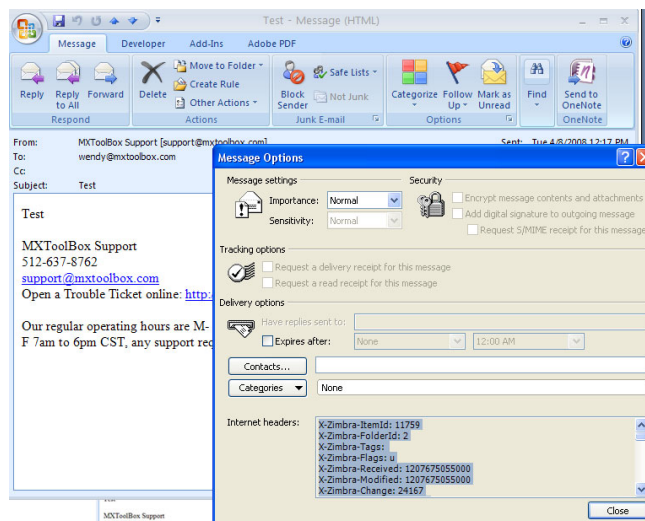 Test - Message (HTML)
Message Developer Add-Ins Adobe PDF
Reply Reply to All Forward Delete Move to Folder Create Rule Other Actions Block Sender Safe Lists Not Junk Categorize Follow Up Mark as Unread Find Send to OneNote
Respond Actions Junk E-mail Options OneNote
From: MXToolBox Support [support@mxtoolbox.com] Sent: Tue 4/8/2008 12:17 PM
To: wendy@mxtoolbox.com
Cc:
Subject: Test
Test
MXToolBox Support
512-637-8762
support@mxtoolbox.com
Open a Trouble Ticket online: http:
Our regular operating hours are M-
F 7am to 6pm CST, any support req
MXToolBox Support
Message Options
Message settings Security
Importance: Normal
Sensitivity: Normal
Encrypt message contents and attachments
Add digital signature to outgoing message
Request S/MIME receipt for this message
Tracking options
Request a delivery receipt for this message
Request a read receipt for this message
Delivery options
Have replies sent to:
Expires after: None 12:00 AM
Contacts...
Categories None
Internet headers:
X-Zimbra-ItemId: 11759
X-Zimbra-FolderId: 2
X-Zimbra-Tags:
X-Zimbra-Flags: u
X-Zimbra-Received: 1207675055000
X-Zimbra-Modified: 1207675055000
X-Zimbra-Change: 24167
Close